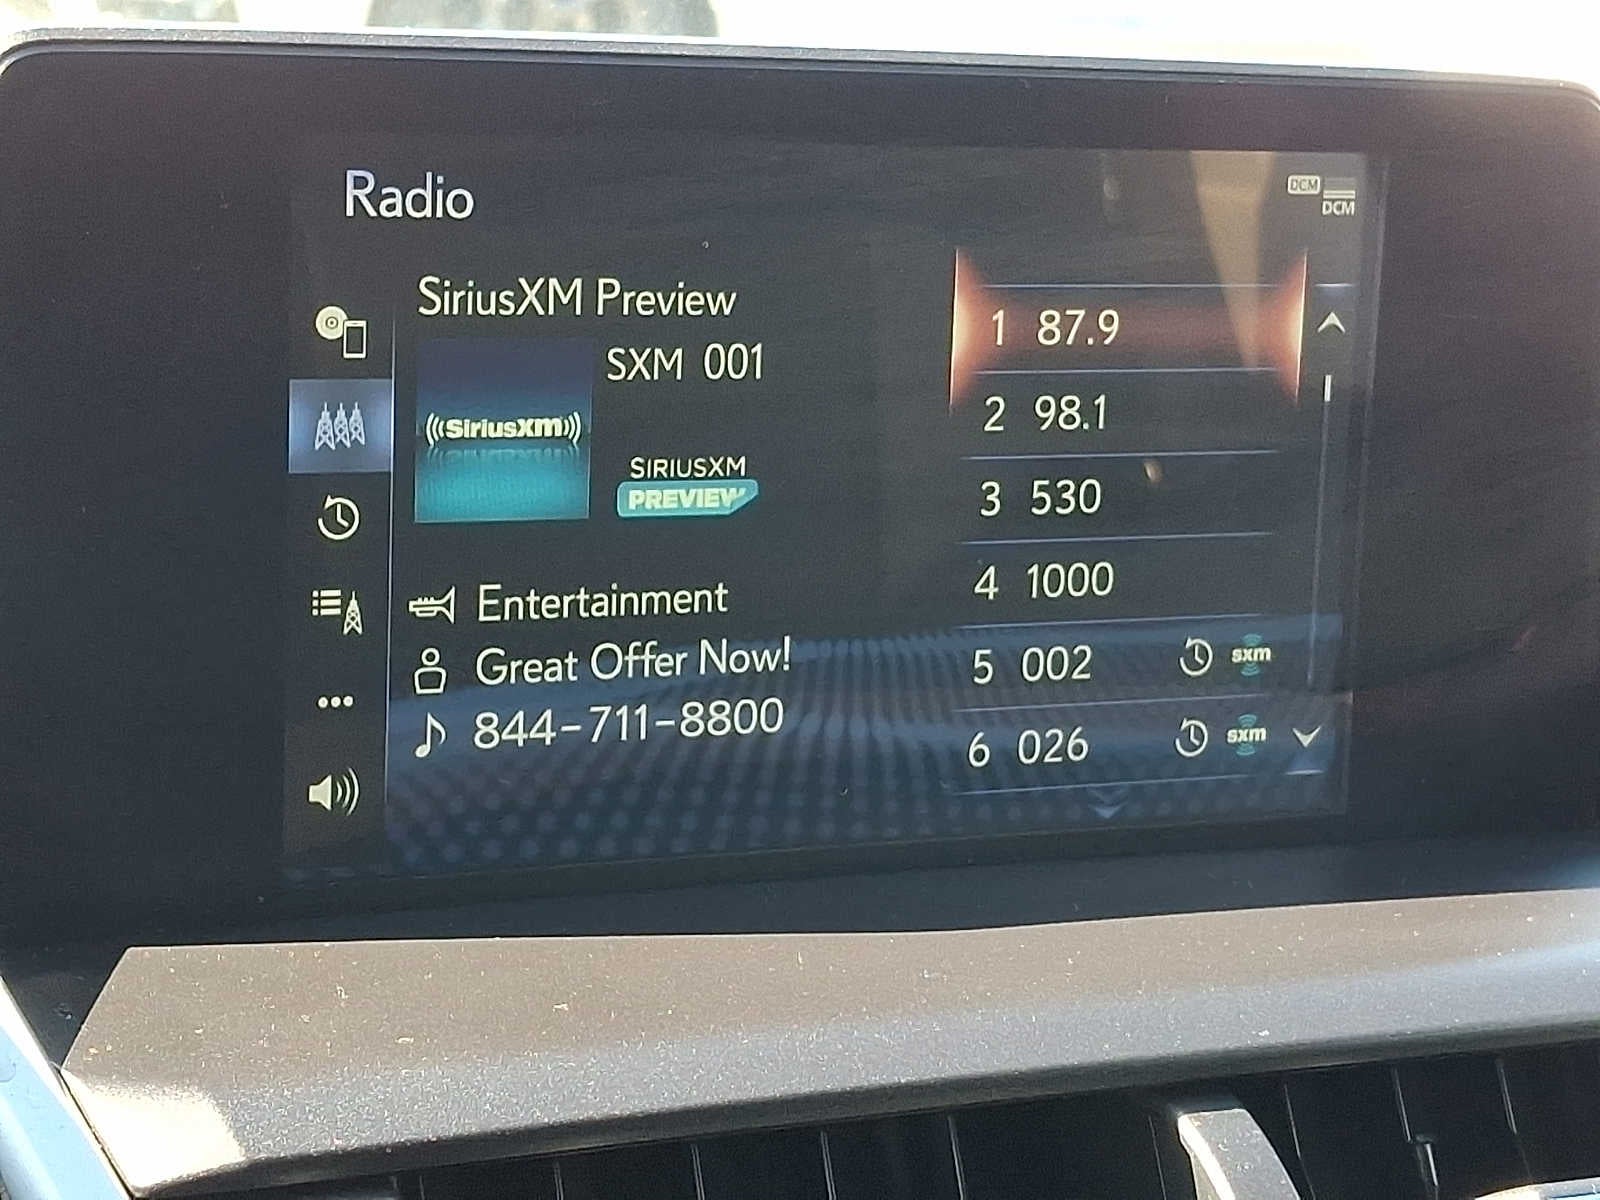 Radio
DCM
DCM
SiriusXM Preview
SXM 001
SiriusXM
SIRIUSXM
PREVIEW
Entertainment
Great Offer Now!
844-711-8800
1 87.9
2 98.1
3 530
4 1000
5 002 sxm
6 026 sxm